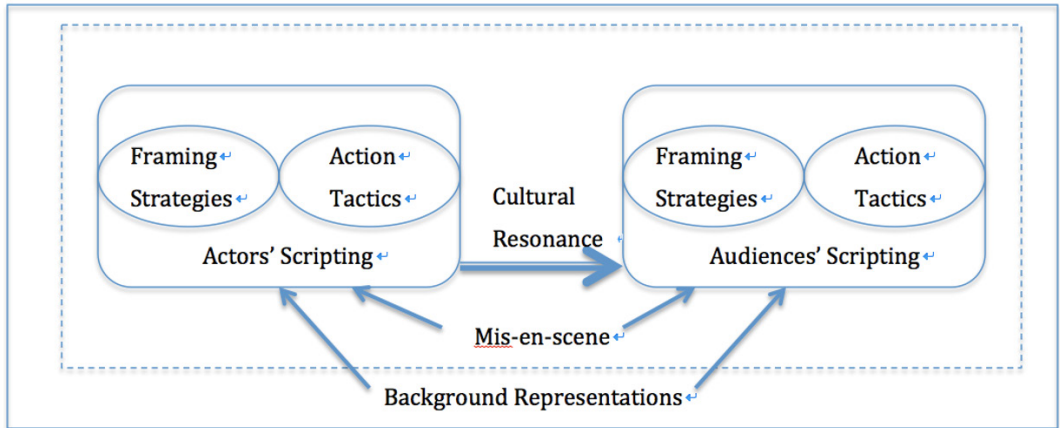 Framing
Strategies
Action
Tactics
Actors' Scripting
Cultural
Resonance
Framing
Strategies
Action
Tactics
Audiences' Scripting
Mis-en-scene
Background Representations